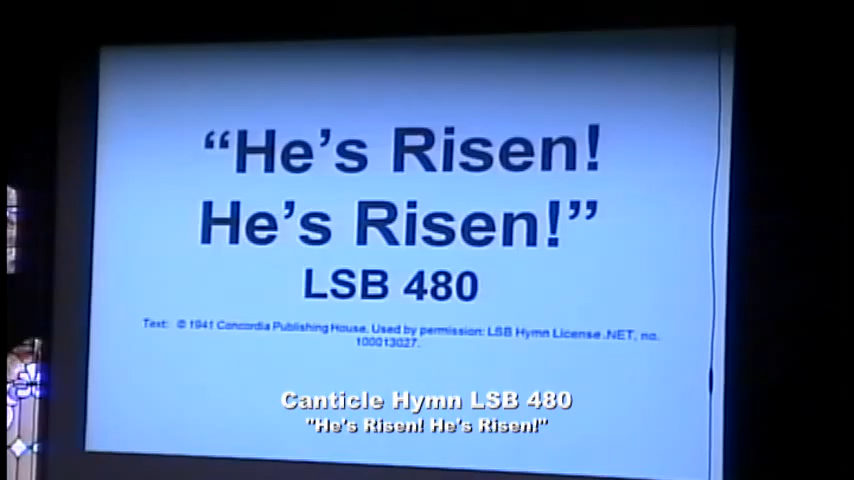 “He’s Risen!
He’s Risen!”
LSB 480
Text: © 1941 Concordia Publishing House. Used by permission: LSB Hymn License .NET, no.
100013027.
Canticle Hymn LSB 480
"He's Risen! He's Risen!"